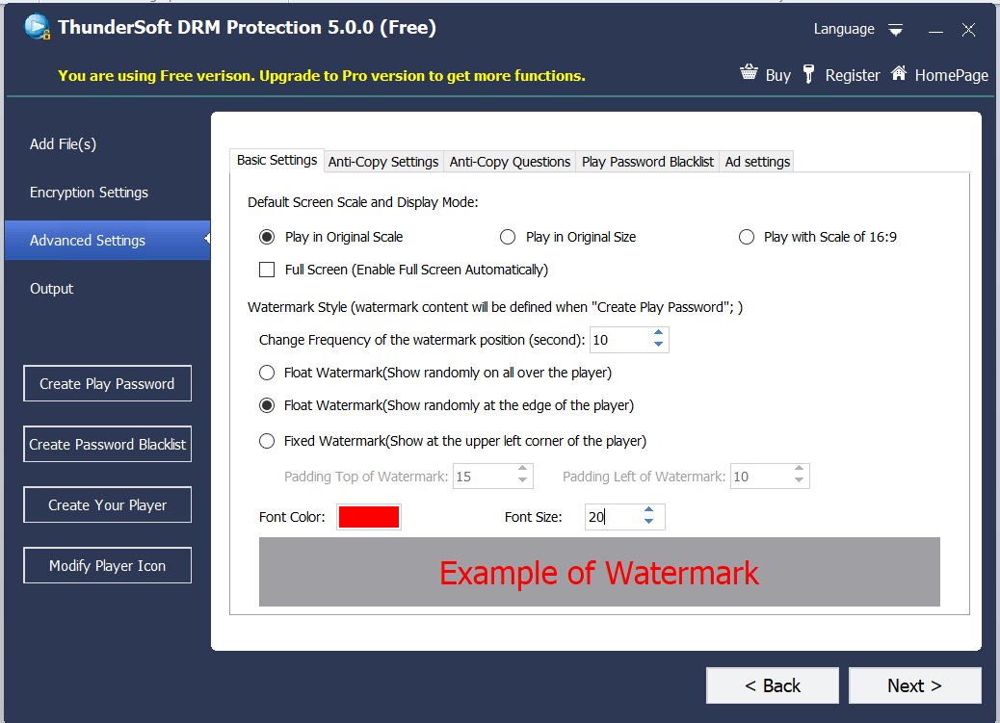 ThunderSoft DRM Protection 5.0.0 (Free)
Language
You are using Free verison. Upgrade to Pro version to get more functions.
Buy
Register
HomePage
Add File(s)
Encryption Settings
Advanced Settings
Output
Create Play Password
Create Password Blacklist
Create Your Player
Modify Player Icon
Basic Settings
Anti-Copy Settings
Anti-Copy Questions
Play Password Blacklist
Ad settings
Default Screen Scale and Display Mode:
Play in Original Scale
Play in Original Size
Play with Scale of 16:9
Full Screen (Enable Full Screen Automatically)
Watermark Style (watermark content will be defined when "Create Play Password"; )
Change Frequency of the watermark position (second): 10
Float Watermark(Show randomly on all over the player)
Float Watermark(Show randomly at the edge of the player)
Fixed Watermark(Show at the upper left corner of the player)
Padding Top of Watermark: 15
Padding Left of Watermark: 10
Font Color:
Font Size: 20
Example of Watermark
< Back
Next >